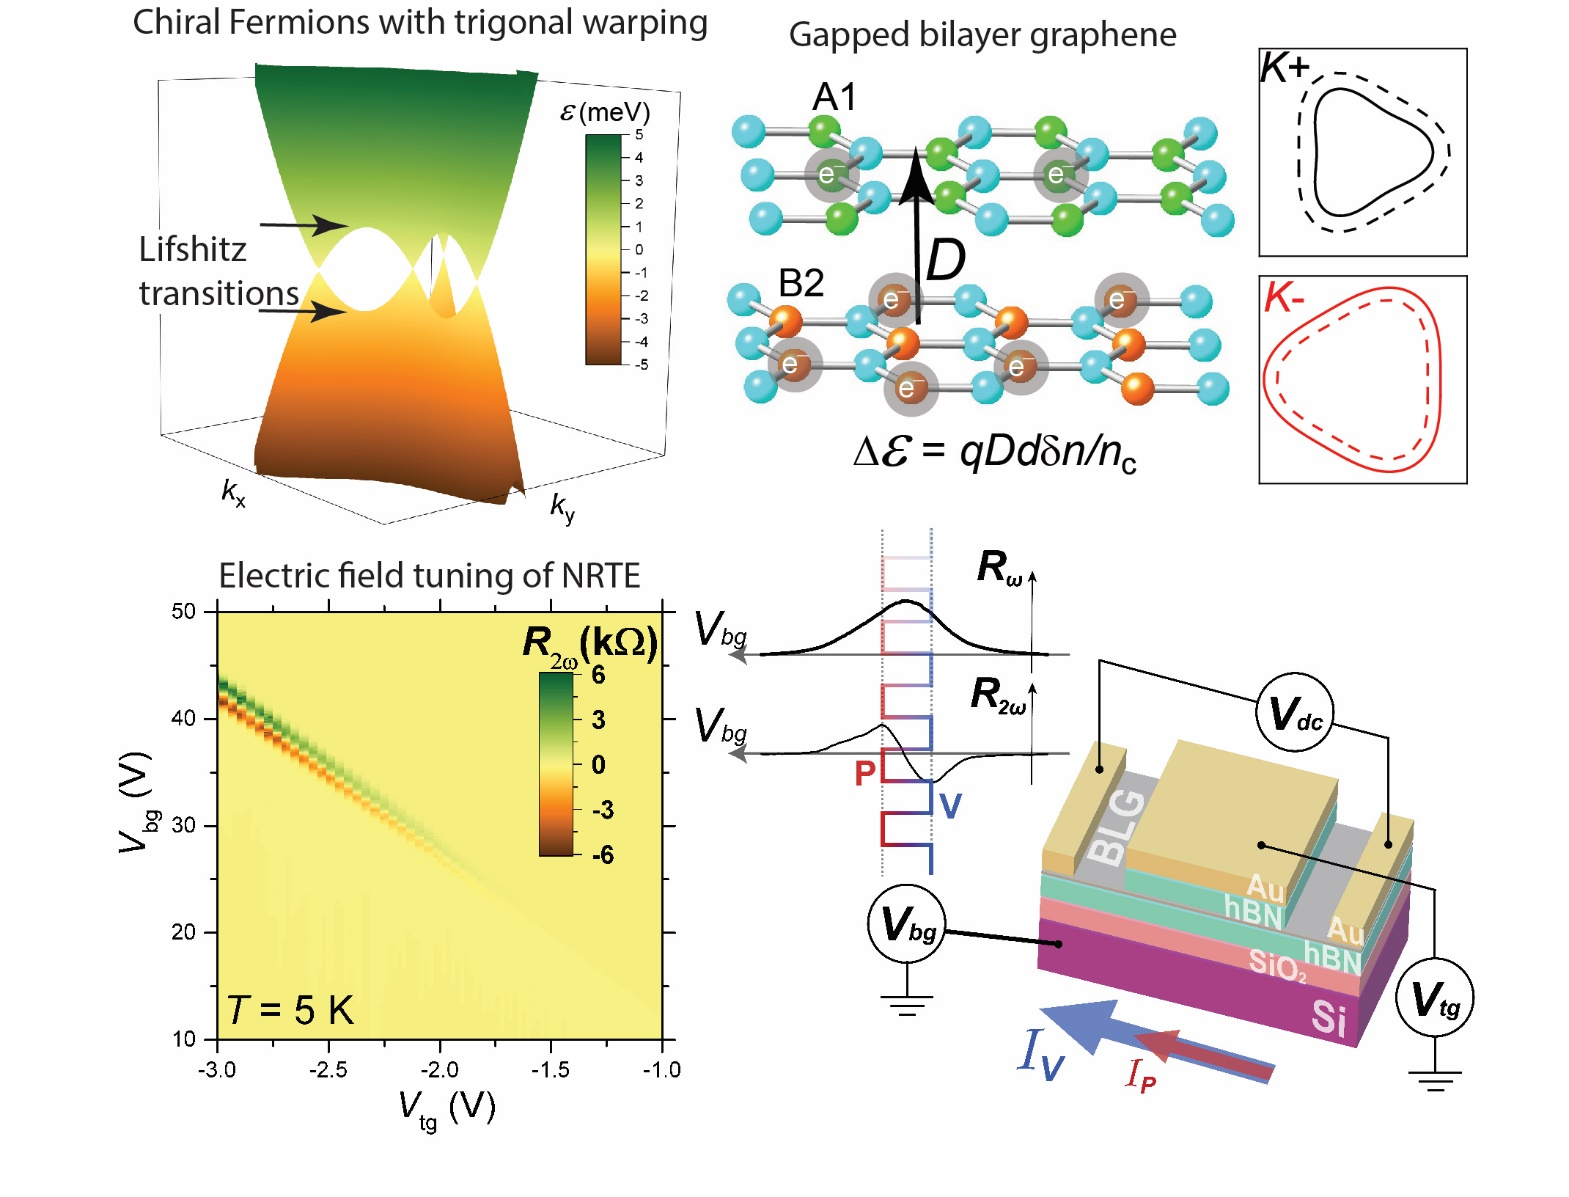 Chiral Fermions with trigonal warping
ε (meV)
5
4
3
2
1
0
-1
-2
-3
-4
-5
Lifshitz
transitions
kx
ky
Gapped bilayer graphene
A1
e⁻
e⁻
D
B2
e⁻
e⁻
e⁻
e⁻
e⁻
Δℰ = qDdδn/nc
K+
K-
Electric field tuning of NRTE
R2ω(kΩ)
6
3
0
-3
-6
50
40
30
20
10
Vbg (V)
T = 5 K
-3.0
-2.5
-2.0
-1.5
-1.0
Vtg (V)
Rω
Vbg
R2ω
Vbg
P
V
Vdc
BLG
Au
hBN
Au
hBN
SiO2
Si
Vbg
Vtg
IV
IP